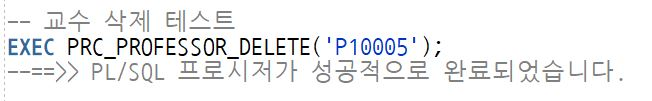 -- 교수 삭제 테스트
EXEC PRC_PROFESSOR_DELETE('P10005');
--==>> PL/SQL 프로시저가 성공적으로 완료되었습니다.